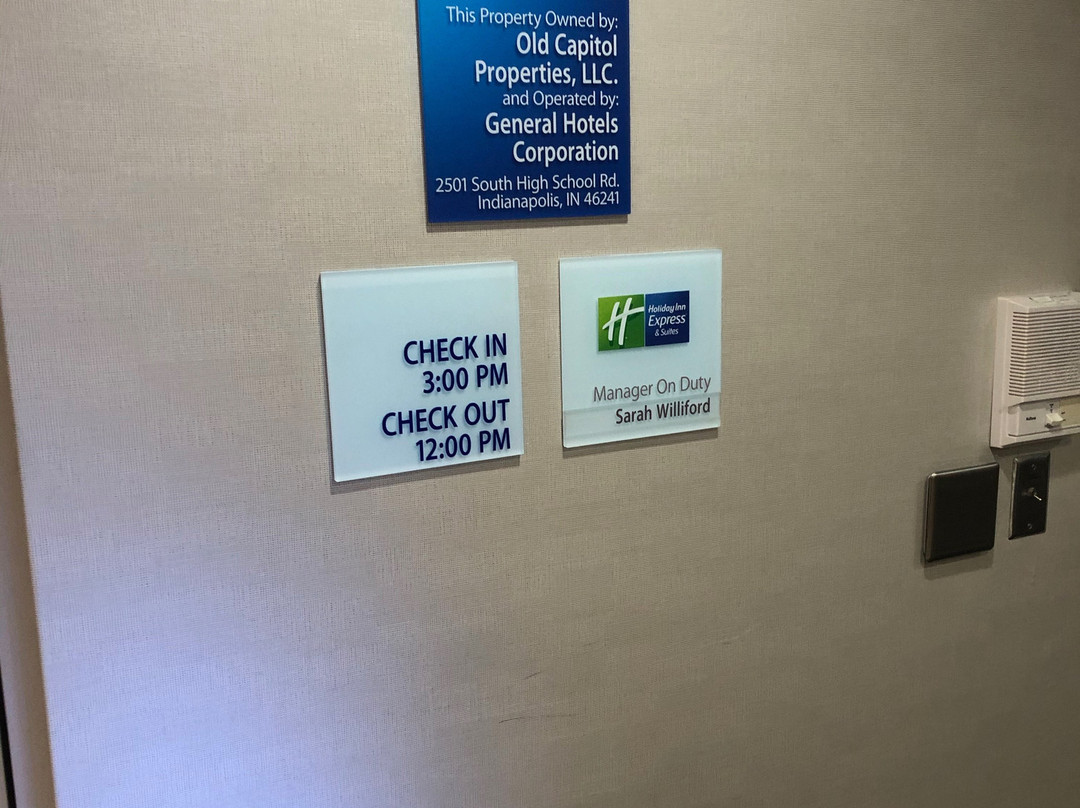 This Property Owned by:
Old Capitol
Properties, LLC.
and Operated by:
General Hotels
Corporation
2501 South High School Rd.
Indianapolis, IN 46241
CHECK IN
3:00 PM
CHECK OUT
12:00 PM
H
Holiday Inn
Express
& Suites
Manager On Duty
Sarah Williford